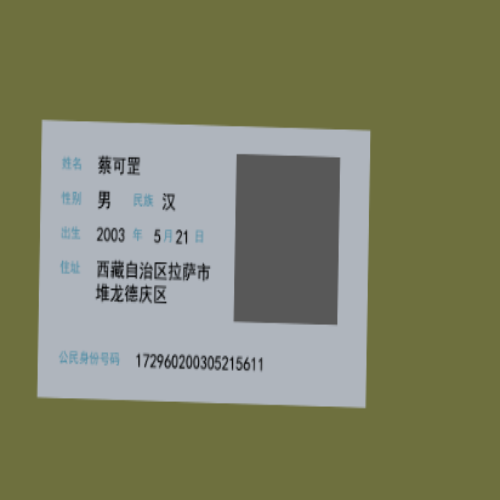 姓名 蔡可罡
性别 男 民族 汉
出生 2003 年 5 月 21 日
住址 西藏自治区拉萨市
堆龙德庆区
公民身份号码 172960200305215611